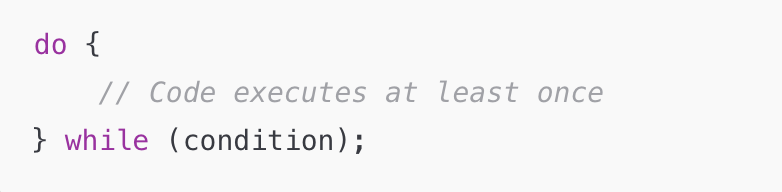 do {
    // Code executes at least once
} while (condition);